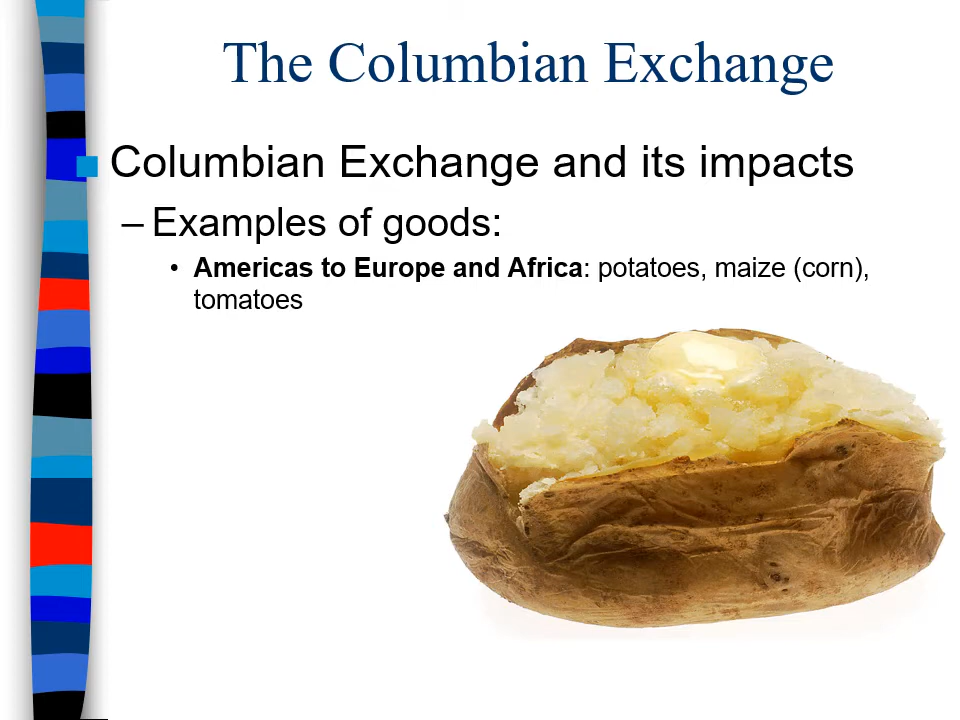 The Columbian Exchange
Columbian Exchange and its impacts
– Examples of goods:
• Americas to Europe and Africa: potatoes, maize (corn),
tomatoes